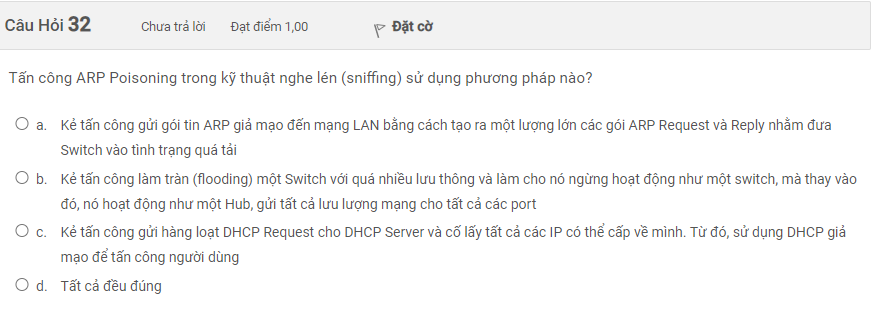 Câu Hỏi 32 Chưa trả lời Đạt điểm 1,00 Đặt cờ
Tấn công ARP Poisoning trong kỹ thuật nghe lén (sniffing) sử dụng phương pháp nào?
a. Kẻ tấn công gửi gói tin ARP giả mạo đến mạng LAN bằng cách tạo ra một lượng lớn các gói ARP Request và Reply nhằm đưa
Switch vào tình trạng quá tải
b. Kẻ tấn công làm tràn (flooding) một Switch với quá nhiều lưu thông và làm cho nó ngừng hoạt động như một switch, mà thay vào
đó, nó hoạt động như một Hub, gửi tất cả lưu lượng mạng cho tất cả các port
c. Kẻ tấn công gửi hàng loạt DHCP Request cho DHCP Server và cố lấy tất cả các IP có thể cấp về mình. Từ đó, sử dụng DHCP giả
mạo để tấn công người dùng
d. Tất cả đều đúng